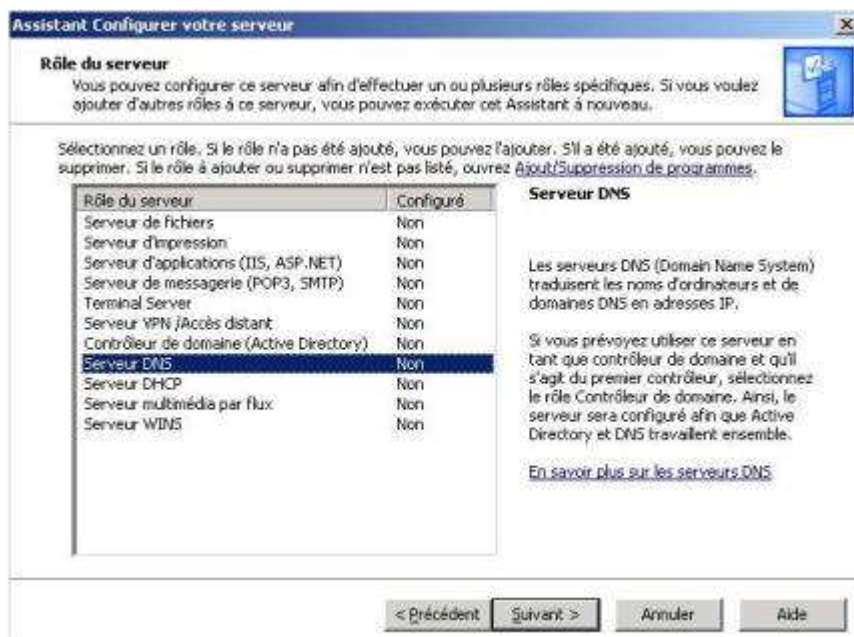 Assistant Configurer votre serveur
Rôle du serveur
Vous pouvez configurer ce serveur afin d'effectuer un ou plusieurs rôles spécifiques. Si vous voulez
ajouter d'autres rôles à ce serveur, vous pouvez exécuter cet Assistant à nouveau.
Sélectionnez un rôle. Si le rôle n'a pas été ajouté, vous pouvez l'ajouter. S'il a été ajouté, vous pouvez le
supprimer. Si le rôle à ajouter ou supprimer n'est pas listé, ouvrez Ajout/Suppression de programmes.
Rôle du serveur Configuré
Serveur de fichiers Non
Serveur d'impression Non
Serveur d'applications (IIS, ASP.NET) Non
Serveur de messagerie (POP3, SMTP) Non
Terminal Server Non
Serveur VPN /Accès distant Non
Contrôleur de domaine (Active Directory) Non
Serveur DNS Non
Serveur DHCP Non
Serveur multimédia par flux Non
Serveur WINS Non
Serveur DNS
Les serveurs DNS (Domain Name System)
traduisent les noms d'ordinateurs et de
domaines DNS en adresses IP.
Si vous prévoyez utiliser ce serveur en
tant que contrôleur de domaine et qu'il
s'agit du premier contrôleur, sélectionnez
le rôle Contrôleur de domaine. Ainsi, le
serveur sera configuré afin que Active
Directory et DNS travaillent ensemble.
En savoir plus sur les serveurs DNS
< Précédent Suivant > Annuler Aide